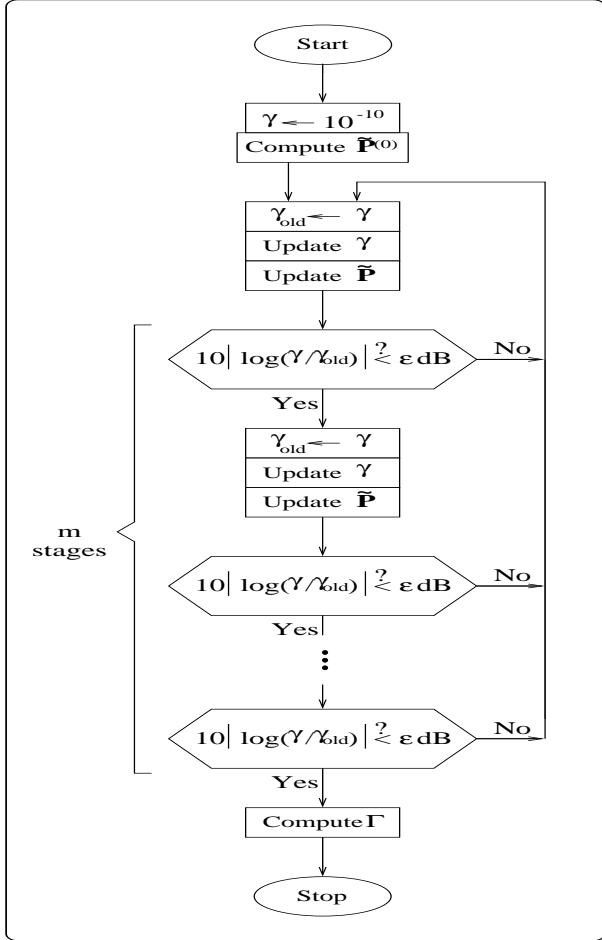 Start
γ ← 10⁻¹⁰
Compute P̃⁽⁰⁾
γold ← γ
Update γ
Update P̃
10| log(γ/γold) | <? ε dB No
Yes
γold ← γ
Update γ
Update P̃
m
stages
10| log(γ/γold) | <? ε dB No
Yes
10| log(γ/γold) | <? ε dB No
Yes
Compute Γ
Stop